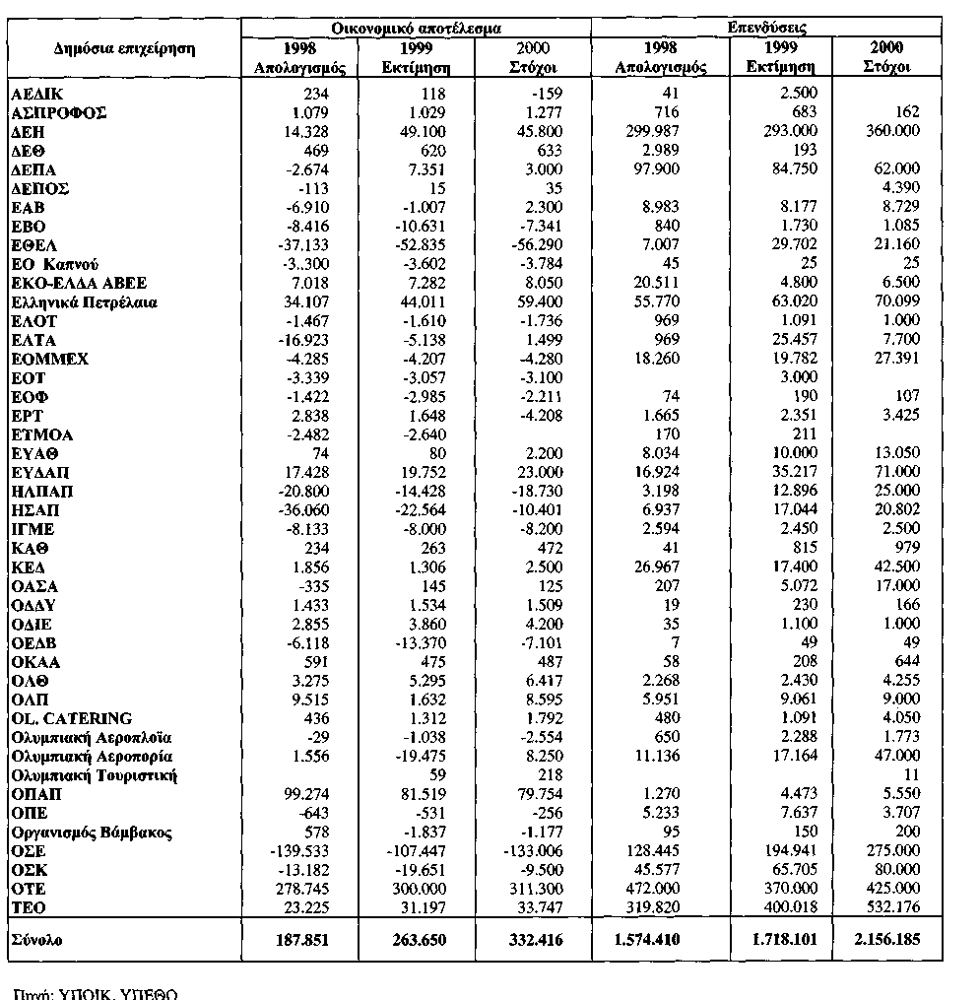 Οικονομικό αποτέλεσμα Επενδύσεις
Δημόσια επιχείρηση 1998 1999 2000 1998 1999 2000
Απολογισμός Εκτίμηση Στόχοι Απολογισμός Εκτίμηση Στόχοι
ΑΕΔΙΚ 234 118 -159 41 2.500
ΑΣΠΡΟΦΟΣ 1.079 1.029 1.277 716 683 162
ΔΕΗ 14.328 49.100 45.800 299.987 293.000 360.000
ΔΕΘ 469 620 633 2.989 193
ΔΕΠΑ -2.674 7.351 3.000 97.900 84.750 62.000
ΔΕΠΟΣ -113 15 35 4.390
ΕΑΒ -6.910 -1.007 2.300 8.983 8.177 8.729
ΕΒΟ -8.416 -10.631 -7.341 840 1.730 1.085
ΕΘΕΛ -37.133 -52.835 -56.290 7.007 29.702 21.160
ΕΟ Καπνού -3..300 -3.602 -3.784 45 25 25
ΕΚΟ-ΕΛΔΑ ΑΒΕΕ 7.018 7.282 8.050 20.511 4.800 6.500
Ελληνικά Πετρέλαια 34.107 44.011 59.400 55.770 63.020 70.099
ΕΛΟΤ -1.467 -1.610 -1.736 969 1.091 1.000
ΕΛΤΑ -16.923 -5.138 1.499 969 25.457 7.700
ΕΟΜΜΕΧ -4.285 -4.207 -4.280 18.260 19.782 27.391
ΕΟΤ -3.339 -3.057 -3.100 3.000
ΕΟΦ -1.422 -2.985 -2.211 74 190 107
ΕΡΤ 2.838 1.648 -4.208 1.665 2.351 3.425
ΕΤΜΟΑ -2.482 -2.640 170 211
ΕΥΑΘ 74 80 2.200 8.034 10.000 13.050
ΕΥΔΑΠ 17.428 19.752 23.000 16.924 35.217 71.000
ΗΛΠΑΠ -20.800 -14.428 -18.730 3.198 12.896 25.000
ΗΣΑΠ -36.060 -22.564 -10.401 6.937 17.044 20.802
ΙΓΜΕ -8.133 -8.000 -8.200 2.594 2.450 2.500
ΚΑΘ 234 263 472 41 815 979
ΚΕΔ 1.856 1.306 2.500 26.967 17.400 42.500
ΟΑΣΑ -335 145 125 207 5.072 17.000
ΟΔΔΥ 1.433 1.534 1.509 19 230 166
ΟΔΙΕ 2.855 3.860 4.200 35 1.100 1.000
ΟΕΔΒ -6.118 -13.370 -7.101 7 49 49
ΟΚΑΑ 591 475 487 58 208 644
ΟΛΘ 3.275 5.295 6.417 2.268 2.430 4.255
ΟΛΠ 9.515 1.632 8.595 5.951 9.061 9.000
OL. CATERING 436 1.312 1.792 480 1.091 4.050
Ολυμπιακή Αεροπλοΐα -29 -1.038 -2.554 650 2.288 1.773
Ολυμπιακή Αεροπορία 1.556 -19.475 8.250 11.136 17.164 47.000
Ολυμπιακή Τουριστική 59 218 11
ΟΠΑΠ 99.274 81.519 79.754 1.270 4.473 5.550
ΟΠΕ -643 -531 -256 5.233 7.637 3.707
Οργανισμός Βάμβακος 578 -1.837 -1.177 95 150 200
ΟΣΕ -139.533 -107.447 -133.006 128.445 194.941 275.000
ΟΣΚ -13.182 -19.651 -9.500 45.577 65.705 80.000
ΟΤΕ 278.745 300.000 311.300 472.000 370.000 425.000
ΤΕΟ 23.225 31.197 33.747 319.820 400.018 532.176
Σύνολο 187.851 263.650 332.416 1.574.410 1.718.101 2.156.185
Πηγή: ΥΠΟΙΚ, ΥΠΕΘΟ